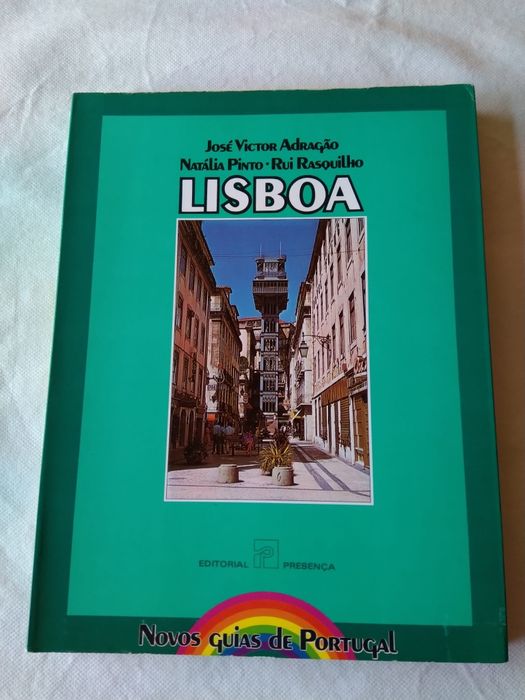 José Victor Adragão
Natália Pinto · Rui Rasquilho
LISBOA
EDITORIAL PRESENÇA
Novos guias de Portugal